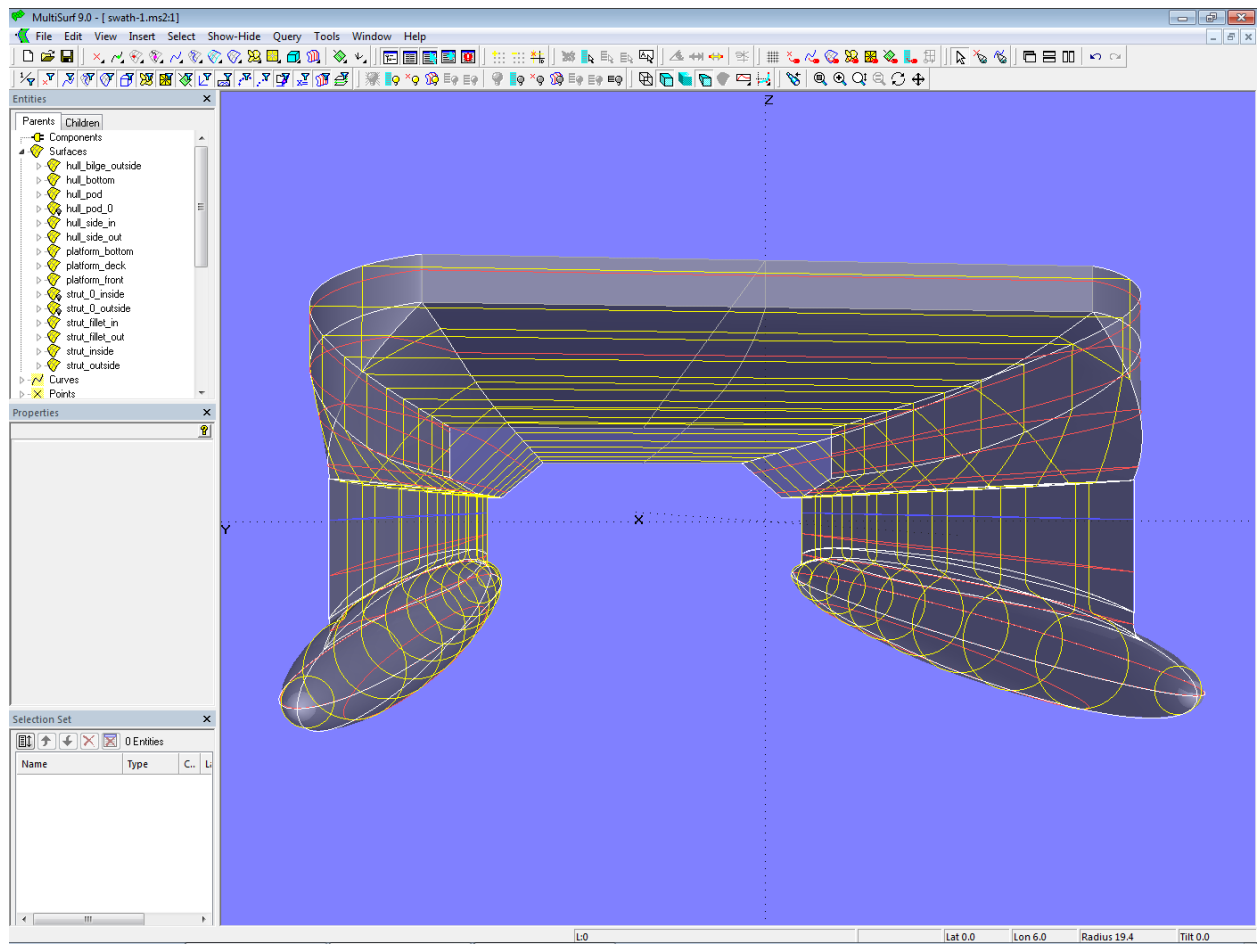 MultiSurf 9.0 - [ swath-1.ms2:1]
File Edit View Insert Select Show-Hide Query Tools Window Help
Entities
Parents Children
Components
Surfaces
hull_bilge_outside
hull_bottom
hull_pod
hull_pod_0
hull_side_in
hull_side_out
platform_bottom
platform_deck
platform_front
strut_0_inside
strut_0_outside
strut_fillet_in
strut_fillet_out
strut_inside
strut_outside
Curves
Points
Properties
Selection Set
0 Entities
Name Type C..
Z
Y
X
L:0 Lat 0.0 Lon 6.0 Radius 19.4 Tilt 0.0